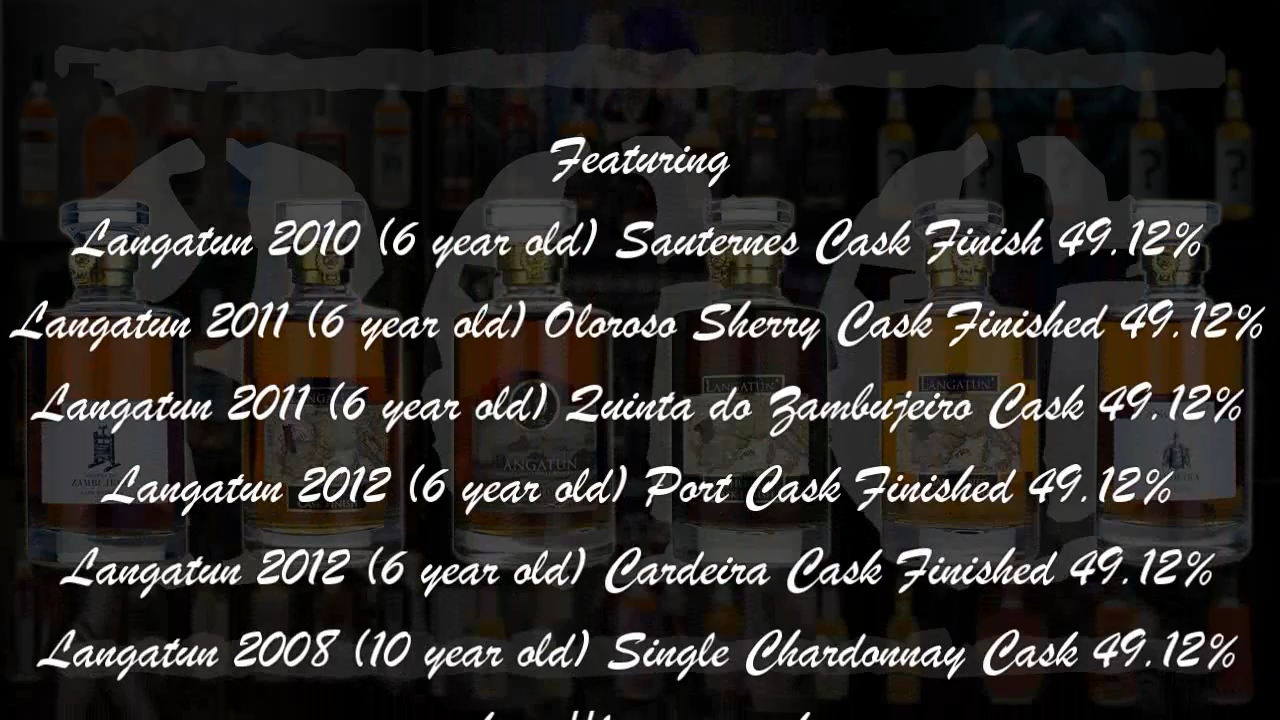 Featuring
Langatun 2010 (6 year old) Sauternes Cask Finish 49.12%
Langatun 2011 (6 year old) Oloroso Sherry Cask Finished 49.12%
Langatun 2011 (6 year old) Quinta do Zambujeiro Cask 49.12%
Langatun 2012 (6 year old) Port Cask Finished 49.12%
Langatun 2012 (6 year old) Cardeira Cask Finished 49.12%
Langatun 2008 (10 year old) Single Chardonnay Cask 49.12%
LANGATUN
LANGATUN
ANGATUN